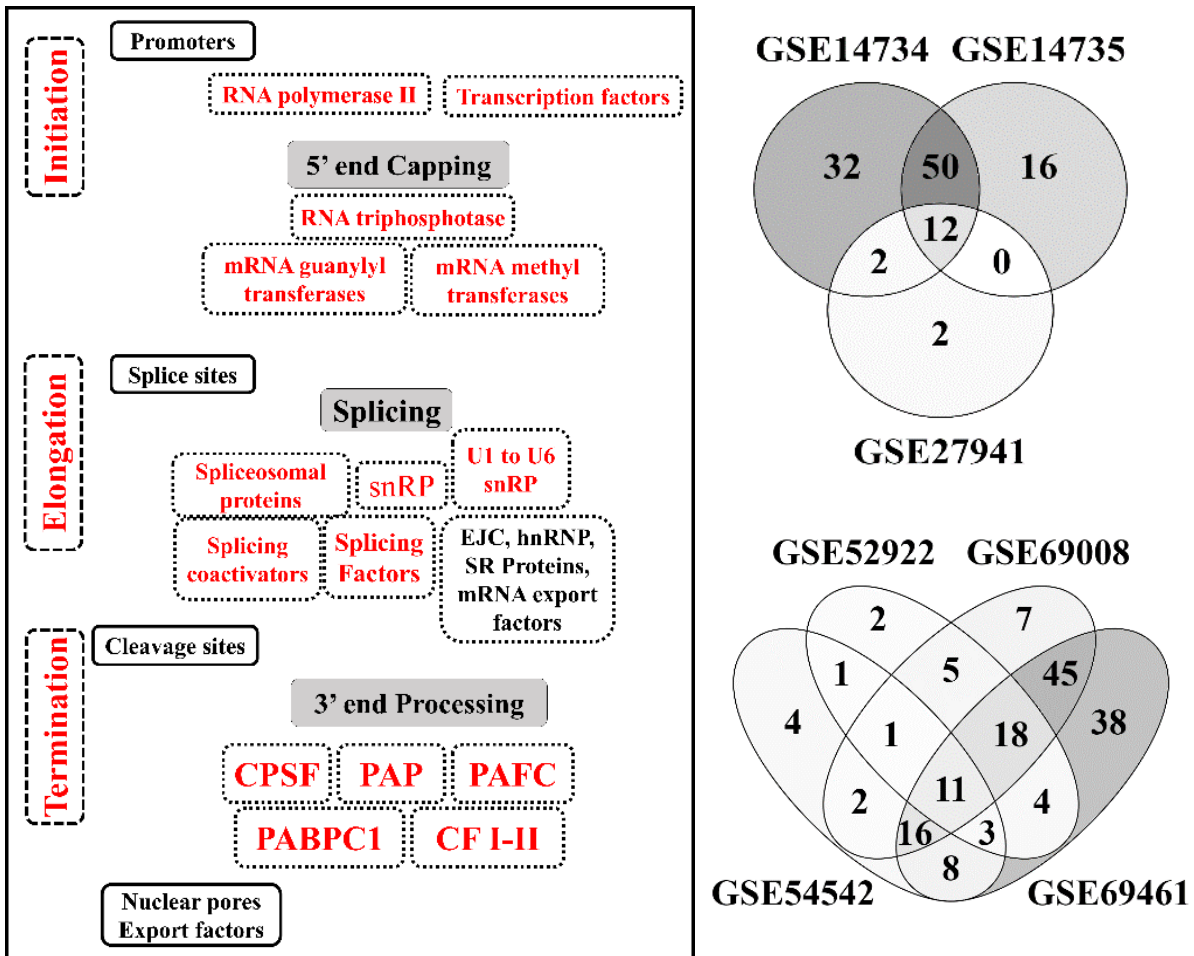 Promoters
Initiation
RNA polymerase II
Transcription factors
5’ end Capping
RNA triphosphotase
mRNA guanylyl
transferases
mRNA methyl
transferases
Splice sites
Elongation
Splicing
Spliceosomal
proteins
snRP
U1 to U6
snRP
Splicing
coactivators
Splicing
Factors
EJC, hnRNP,
SR Proteins,
mRNA export
factors
Cleavage sites
Termination
3’ end Processing
CPSF
PAP
PAFC
PABPC1
CF I-II
Nuclear pores
Export factors
GSE14734
GSE14735
32
50
16
12
2
0
2
GSE27941
GSE52922
GSE69008
2
7
1
5
45
4
1
18
38
2
11
4
16
3
8
GSE54542
GSE69461